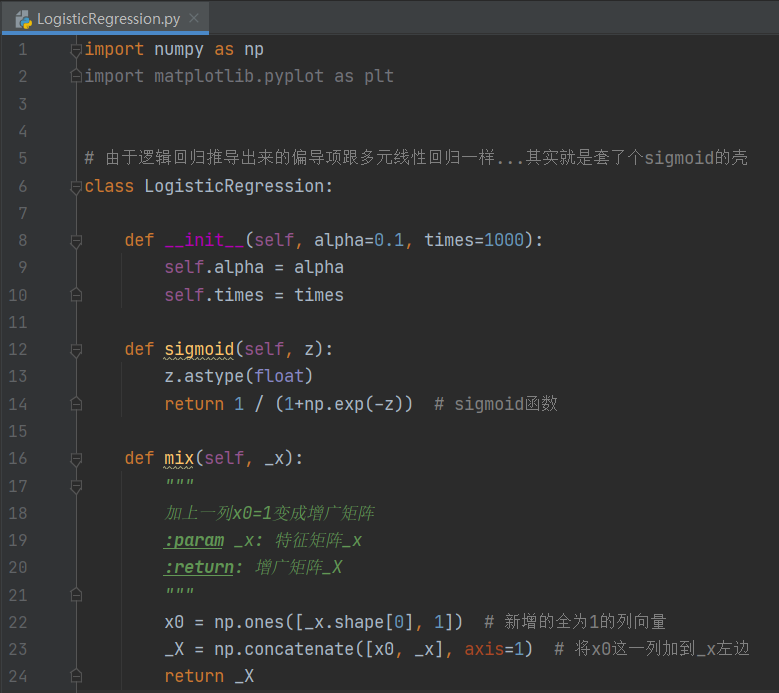 LogisticRegression.py
1 import numpy as np
2 import matplotlib.pyplot as plt
3
4
5 # 由于逻辑回归推导出来的偏导项跟多元线性回归一样...其实就是套了个sigmoid的壳
6 class LogisticRegression:
7
8     def __init__(self, alpha=0.1, times=1000):
9         self.alpha = alpha
10         self.times = times
11
12     def sigmoid(self, z):
13         z.astype(float)
14         return 1 / (1+np.exp(-z))  # sigmoid函数
15
16     def mix(self, _x):
17         """
18         加上一列x0=1变成增广矩阵
19         :param _x: 特征矩阵_x
20         :return: 增广矩阵_X
21         """
22         x0 = np.ones([_x.shape[0], 1])  # 新增的全为1的列向量
23         _X = np.concatenate([x0, _x], axis=1)  # 将x0这一列加到_x左边
24         return _X